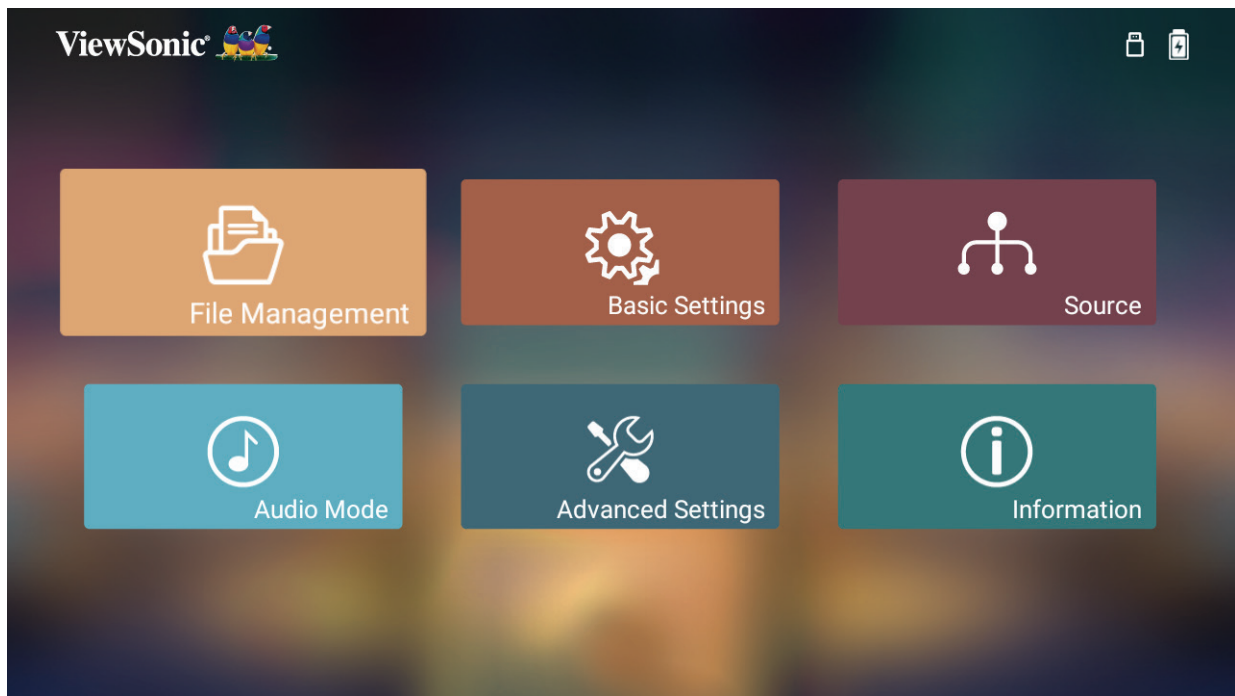 ViewSonic®
File Management
Basic Settings
Source
Audio Mode
Advanced Settings
Information